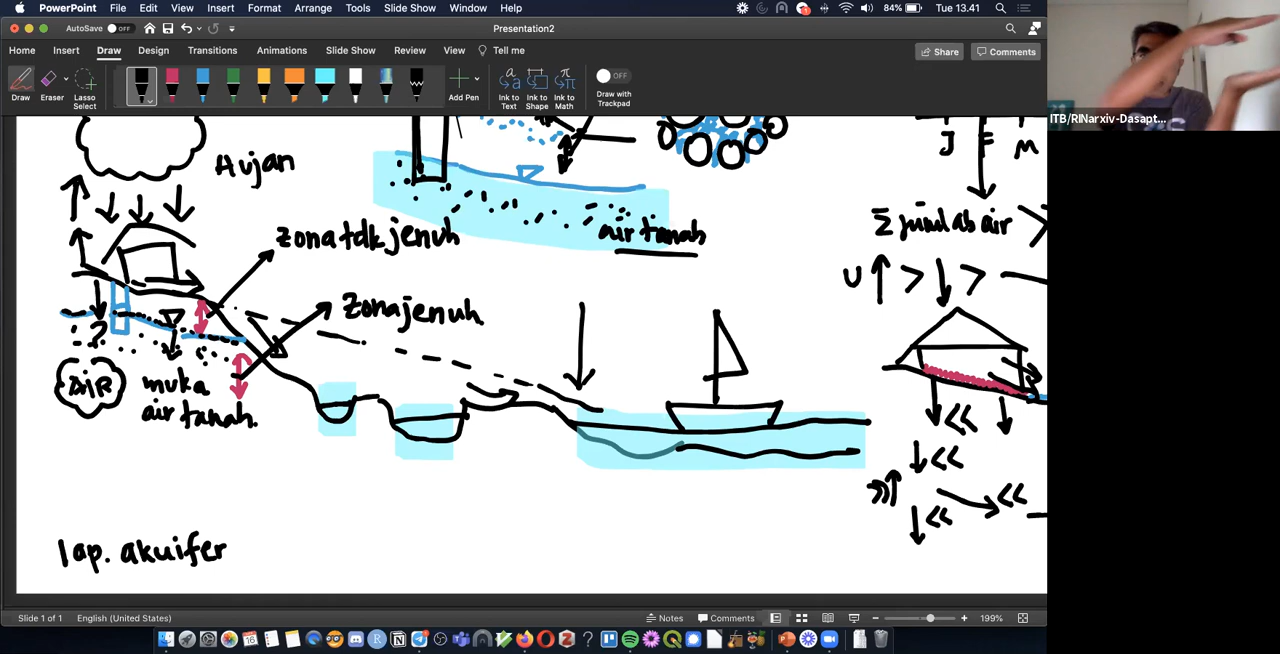 PowerPoint File Edit View Insert Format Arrange Tools Slide Show Window Help 84% Tue 13.41
AutoSave OFF Presentation2
Home Insert Draw Design Transitions Animations Slide Show Review View Tell me Share Comments
Draw Eraser Lasso Select Add Pen Ink to Text Ink to Shape Ink to Math OFF Draw with Trackpad
ITB/RINarxiv-Dasapt...
Hujan
J F M
Σ jumlah air >
zona tdk jenuh
air tanah
U ↑ > ↓ >
zona jenuh
?
AIR
muka
air tanah.
<<
<<
>> ↑
<<
<<
lap. akuifer
Slide 1 of 1 English (United States) Notes Comments 199%
16